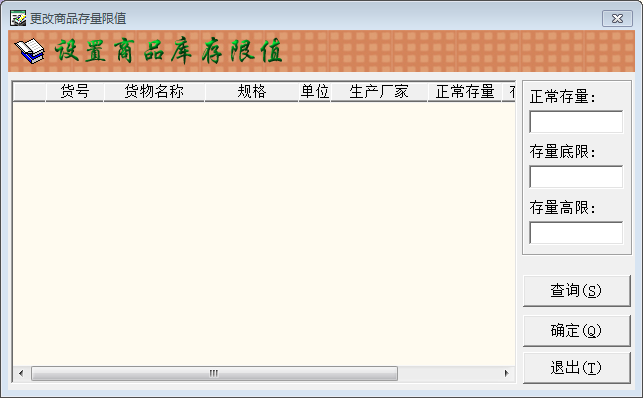 更改商品存量限值
设置商品库存限值
货号 货物名称 规格 单位 生产厂家 正常存量
正常存量:
存量底限:
存量高限:
查询(S)
确定(Q)
退出(T)